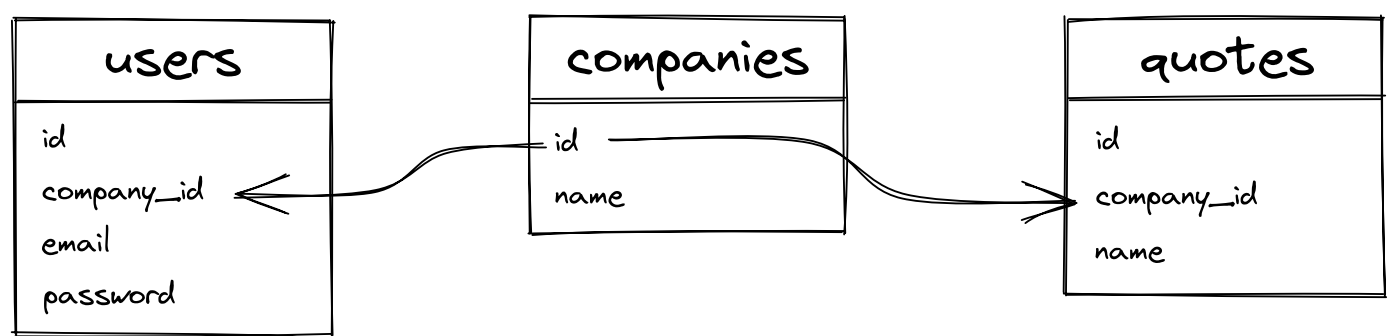 users
id
company_id
email
password
companies
id
name
quotes
id
company_id
name